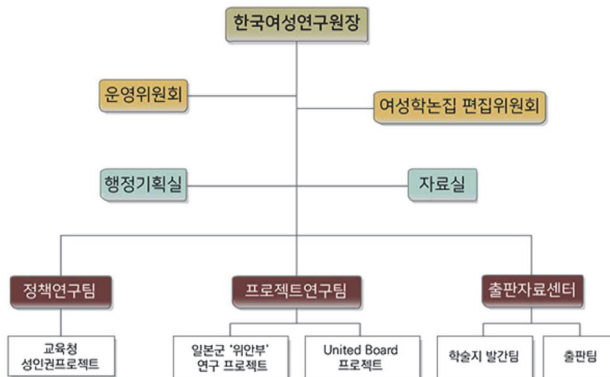 한국여성연구원장
운영위원회
여성학논집 편집위원회
행정기획실
자료실
정책연구팀
프로젝트연구팀
출판자료센터
교육청
성인권프로젝트
일본군 '위안부'
연구 프로젝트
United Board
프로젝트
학술지 발간팀
출판팀